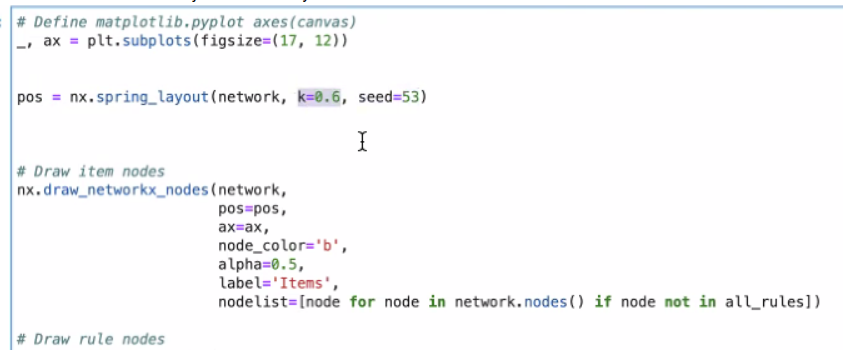 # Define matplotlib.pyplot axes(canvas)
_, ax = plt.subplots(figsize=(17, 12))
pos = nx.spring_layout(network, k=0.6, seed=53)
# Draw item nodes
nx.draw_networkx_nodes(network,
pos=pos,
ax=ax,
node_color='b',
alpha=0.5,
label='Items',
nodelist=[node for node in network.nodes() if node not in all_rules])
# Draw rule nodes